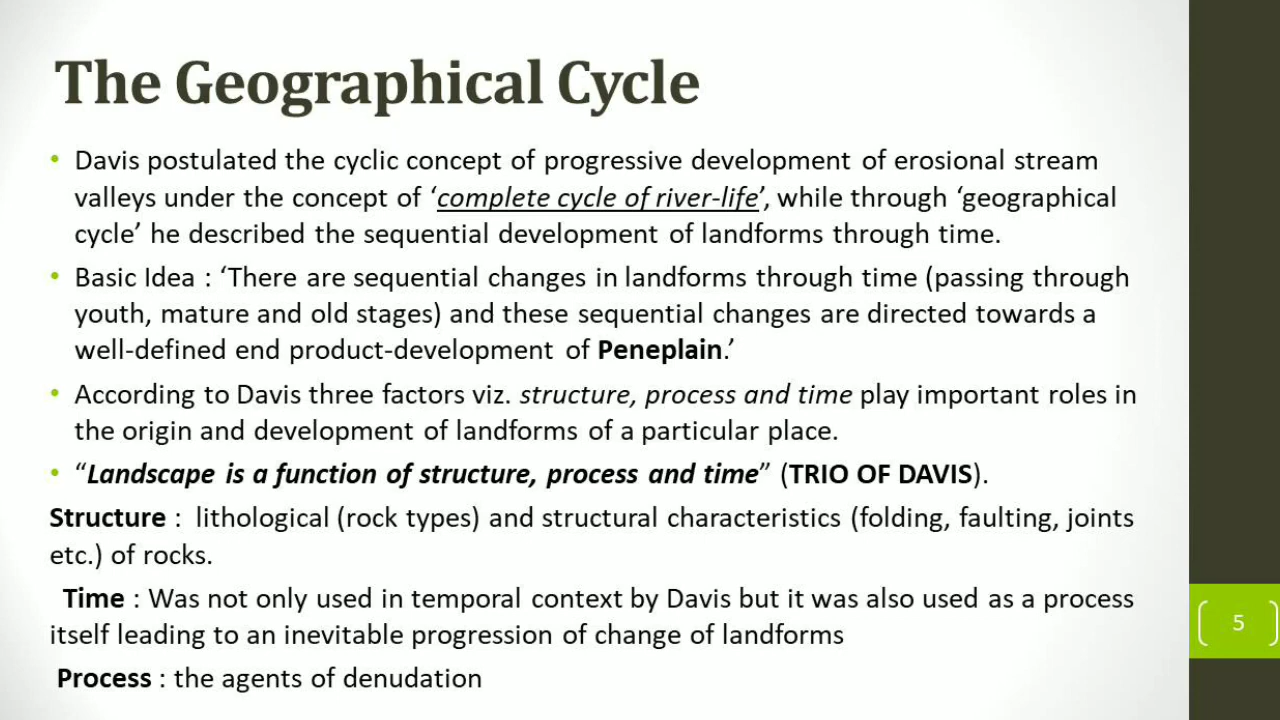 The Geographical Cycle
• Davis postulated the cyclic concept of progressive development of erosional stream
valleys under the concept of ‘complete cycle of river-life’, while through ‘geographical
cycle’ he described the sequential development of landforms through time.
• Basic Idea : ‘There are sequential changes in landforms through time (passing through
youth, mature and old stages) and these sequential changes are directed towards a
well-defined end product-development of Peneplain.’
• According to Davis three factors viz. structure, process and time play important roles in
the origin and development of landforms of a particular place.
• “Landscape is a function of structure, process and time” (TRIO OF DAVIS).
Structure : lithological (rock types) and structural characteristics (folding, faulting, joints
etc.) of rocks.
Time : Was not only used in temporal context by Davis but it was also used as a process
itself leading to an inevitable progression of change of landforms
Process : the agents of denudation
5